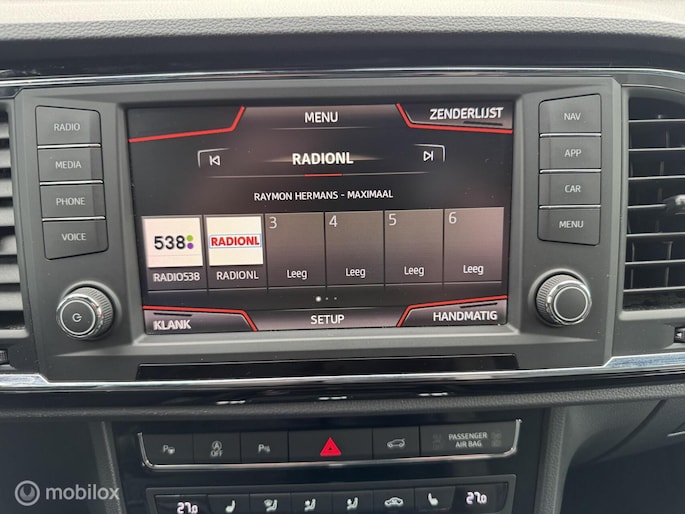 MENU
ZENDERLIJST
RADIO
MEDIA
PHONE
VOICE
NAV
APP
CAR
MENU
RADIONL
RAYMON HERMANS - MAXIMAAL
538
RADIO538
RADIONL
RADIONL
3
Leeg
4
Leeg
5
Leeg
6
Leeg
KLANK
SETUP
HANDMATIG
A OFF
PASSENGER
AIR BAG
27.0
27.0
mobilox